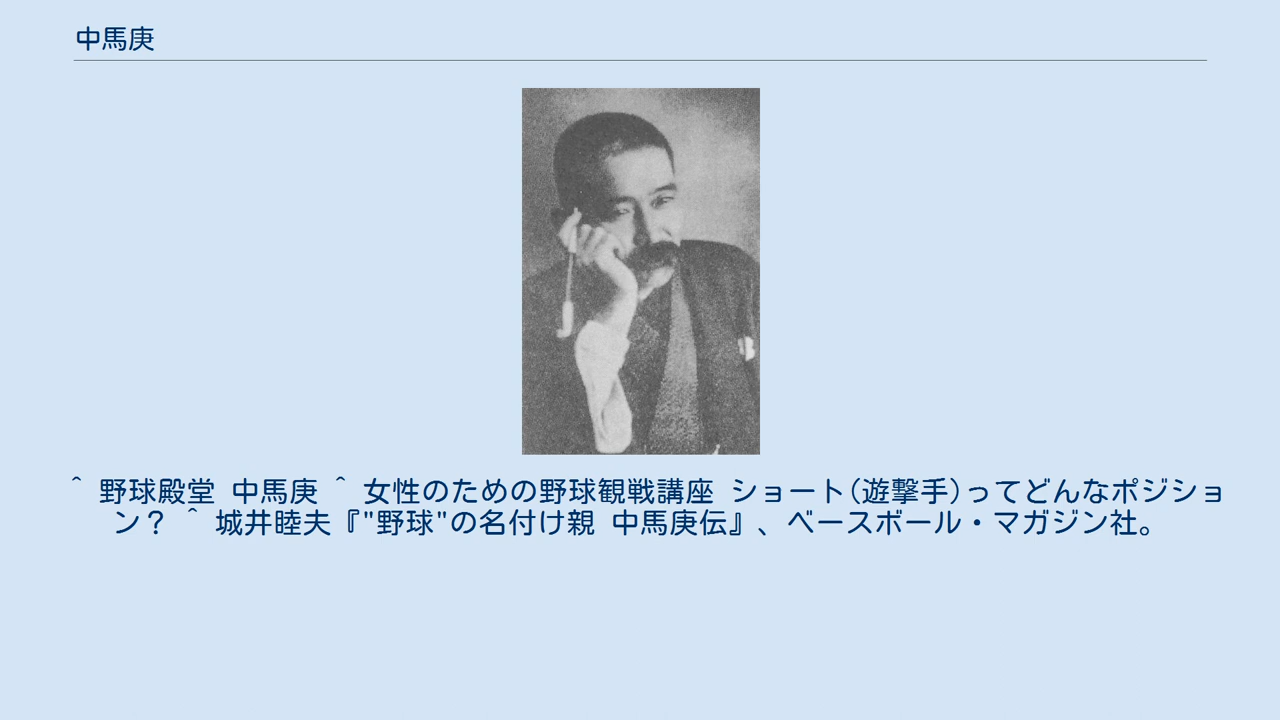 中馬庚
＾ 野球殿堂 中馬庚 ＾ 女性のための野球観戦講座 ショート(遊撃手)ってどんなポジショ
ン？ ＾ 城井睦夫『"野球"の名付け親 中馬庚伝』、ベースボール・マガジン社。